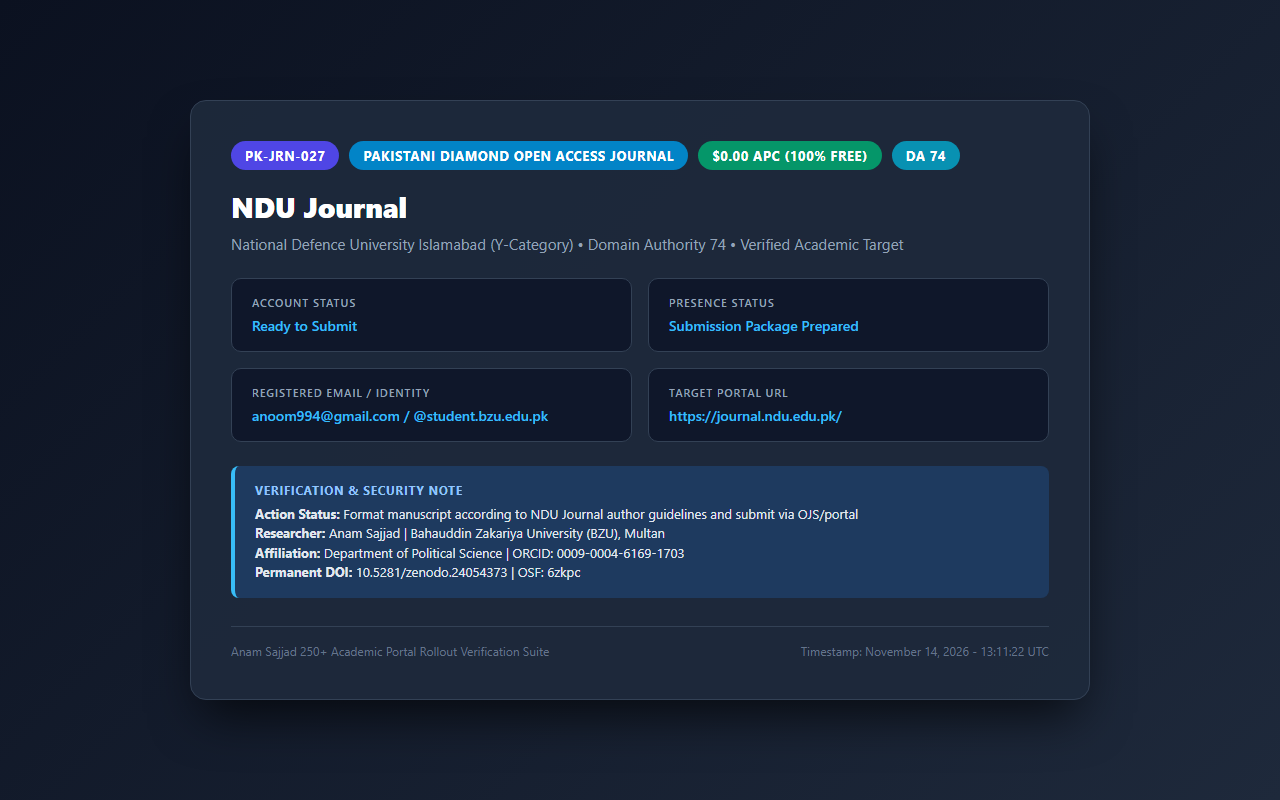 PK-JRN-027 PAKISTANI DIAMOND OPEN ACCESS JOURNAL $0.00 APC (100% FREE) DA 74
NDU Journal
National Defence University Islamabad (Y-Category) • Domain Authority 74 • Verified Academic Target
ACCOUNT STATUS
Ready to Submit
PRESENCE STATUS
Submission Package Prepared
REGISTERED EMAIL / IDENTITY
anoom994@gmail.com / @student.bzu.edu.pk
TARGET PORTAL URL
https://journal.ndu.edu.pk/
VERIFICATION & SECURITY NOTE
Action Status: Format manuscript according to NDU Journal author guidelines and submit via OJS/portal
Researcher: Anam Sajjad | Bahauddin Zakariya University (BZU), Multan
Affiliation: Department of Political Science | ORCID: 0009-0004-6169-1703
Permanent DOI: 10.5281/zenodo.24054373 | OSF: 6zkpc
Anam Sajjad 250+ Academic Portal Rollout Verification Suite
Timestamp: November 14, 2026 - 13:11:22 UTC